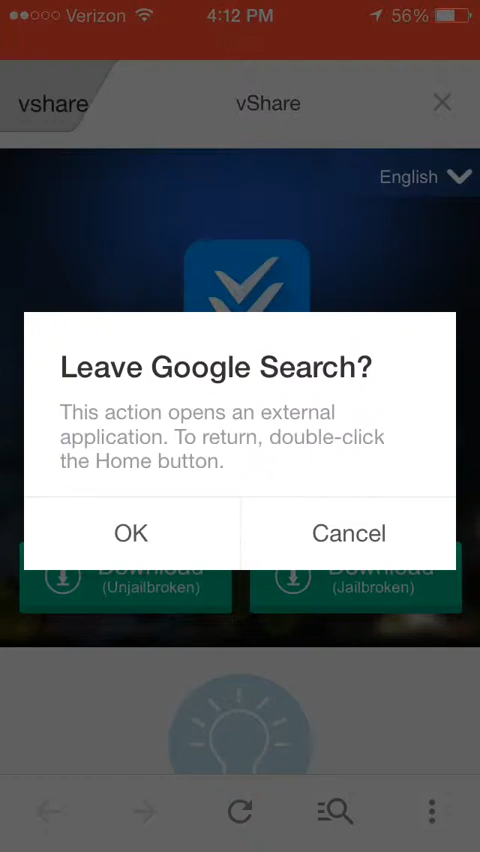 Verizon 4:12 PM 56%
vshare vShare
English
Leave Google Search?
This action opens an external
application. To return, double-click
the Home button.
OK Cancel
Download Download
(Unjailbroken) (Jailbroken)